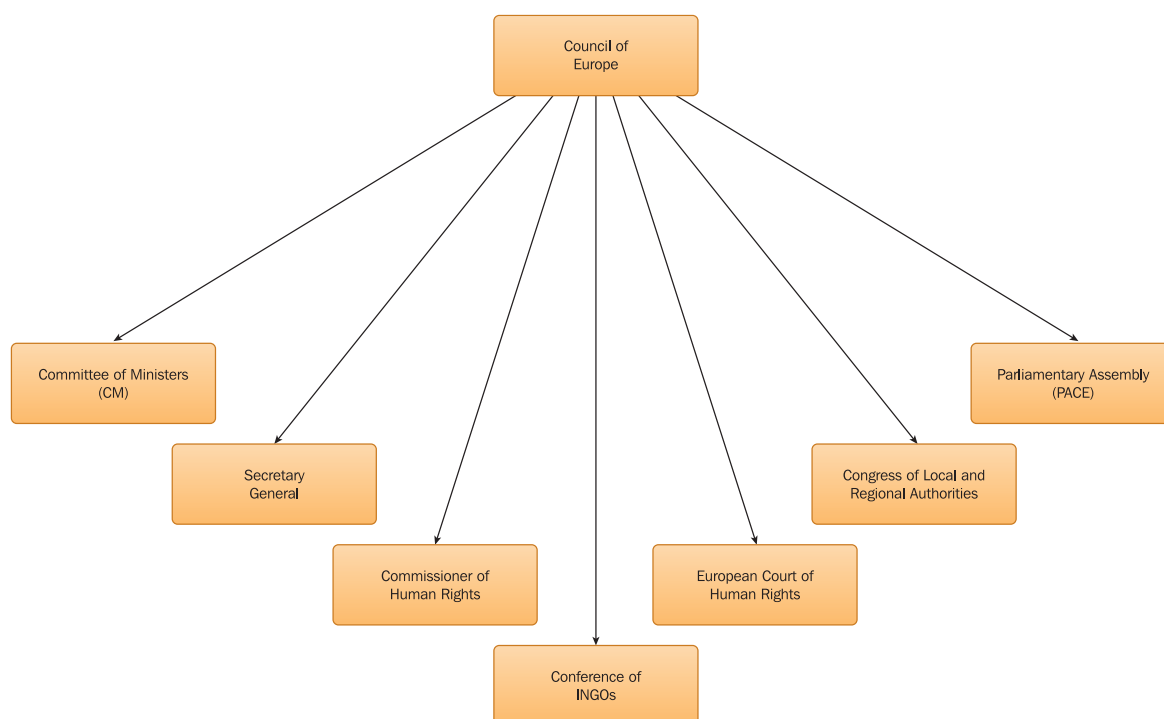 Council of
Europe
Committee of Ministers
(CM)
Parliamentary Assembly
(PACE)
Secretary
General
Congress of Local and
Regional Authorities
Commissioner of
Human Rights
European Court of
Human Rights
Conference of
INGOs